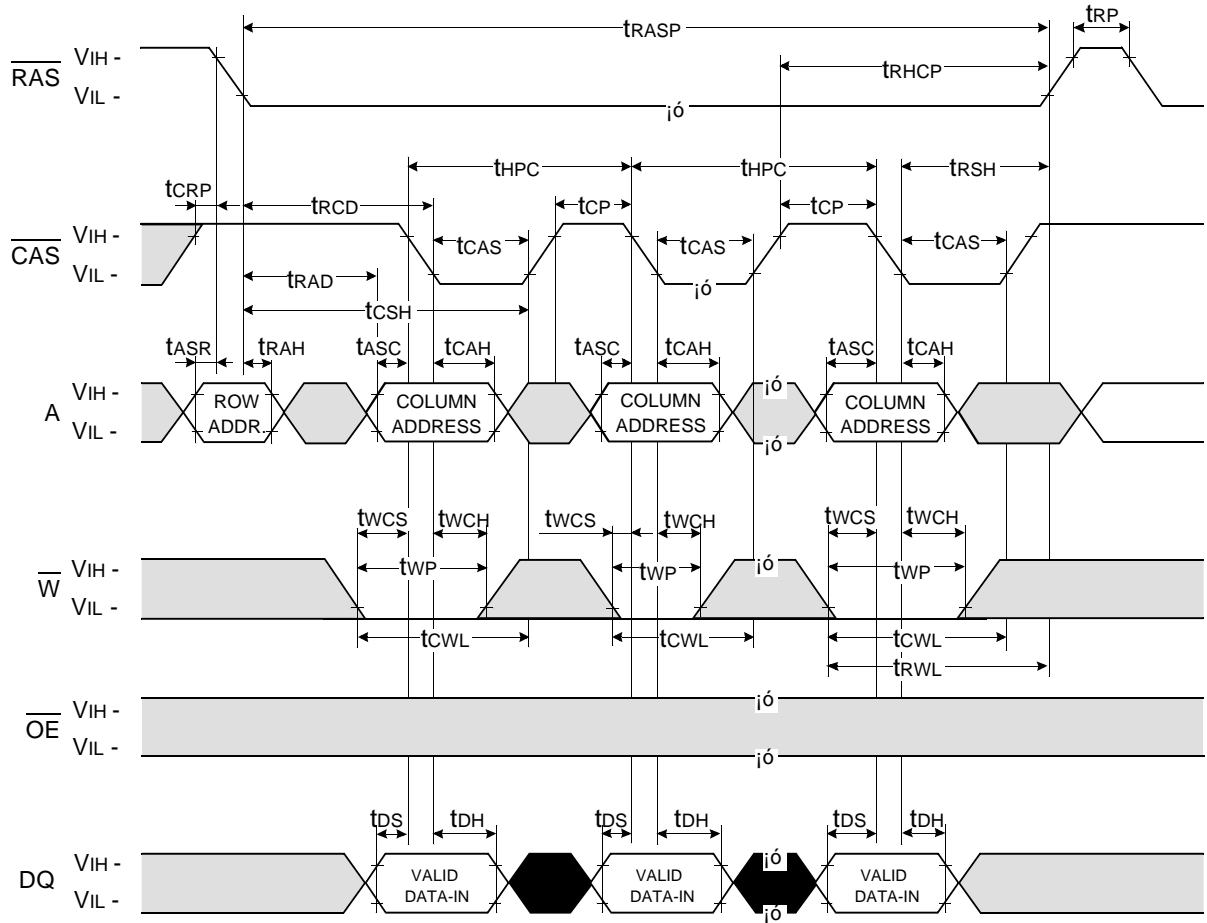 tRASP
tRP
VIH -
RAS
VIL -
tRHCP
¡ó
tHPC
tHPC
tRSH
tCRP
tRCD
tCP
tCP
VIH -
CAS
VIL -
tCAS
tCAS
tCAS
¡ó
tRAD
tCSH
tASR
tRAH
tASC
tCAH
tASC
tCAH
tASC
tCAH
VIH -
A
VIL -
ROW
ADDR.
COLUMN
ADDRESS
COLUMN
ADDRESS
¡ó
¡ó
COLUMN
ADDRESS
tWCS
tWCH
tWCS
tWCH
tWCS
tWCH
VIH -
W
VIL -
tWP
tWP
¡ó
tWP
tCWL
tCWL
tCWL
tRWL
VIH -
OE
VIL -
¡ó
¡ó
tDS
tDH
tDS
tDH
tDS
tDH
VIH -
DQ
VIL -
VALID
DATA-IN
VALID
DATA-IN
¡ó
¡ó
VALID
DATA-IN